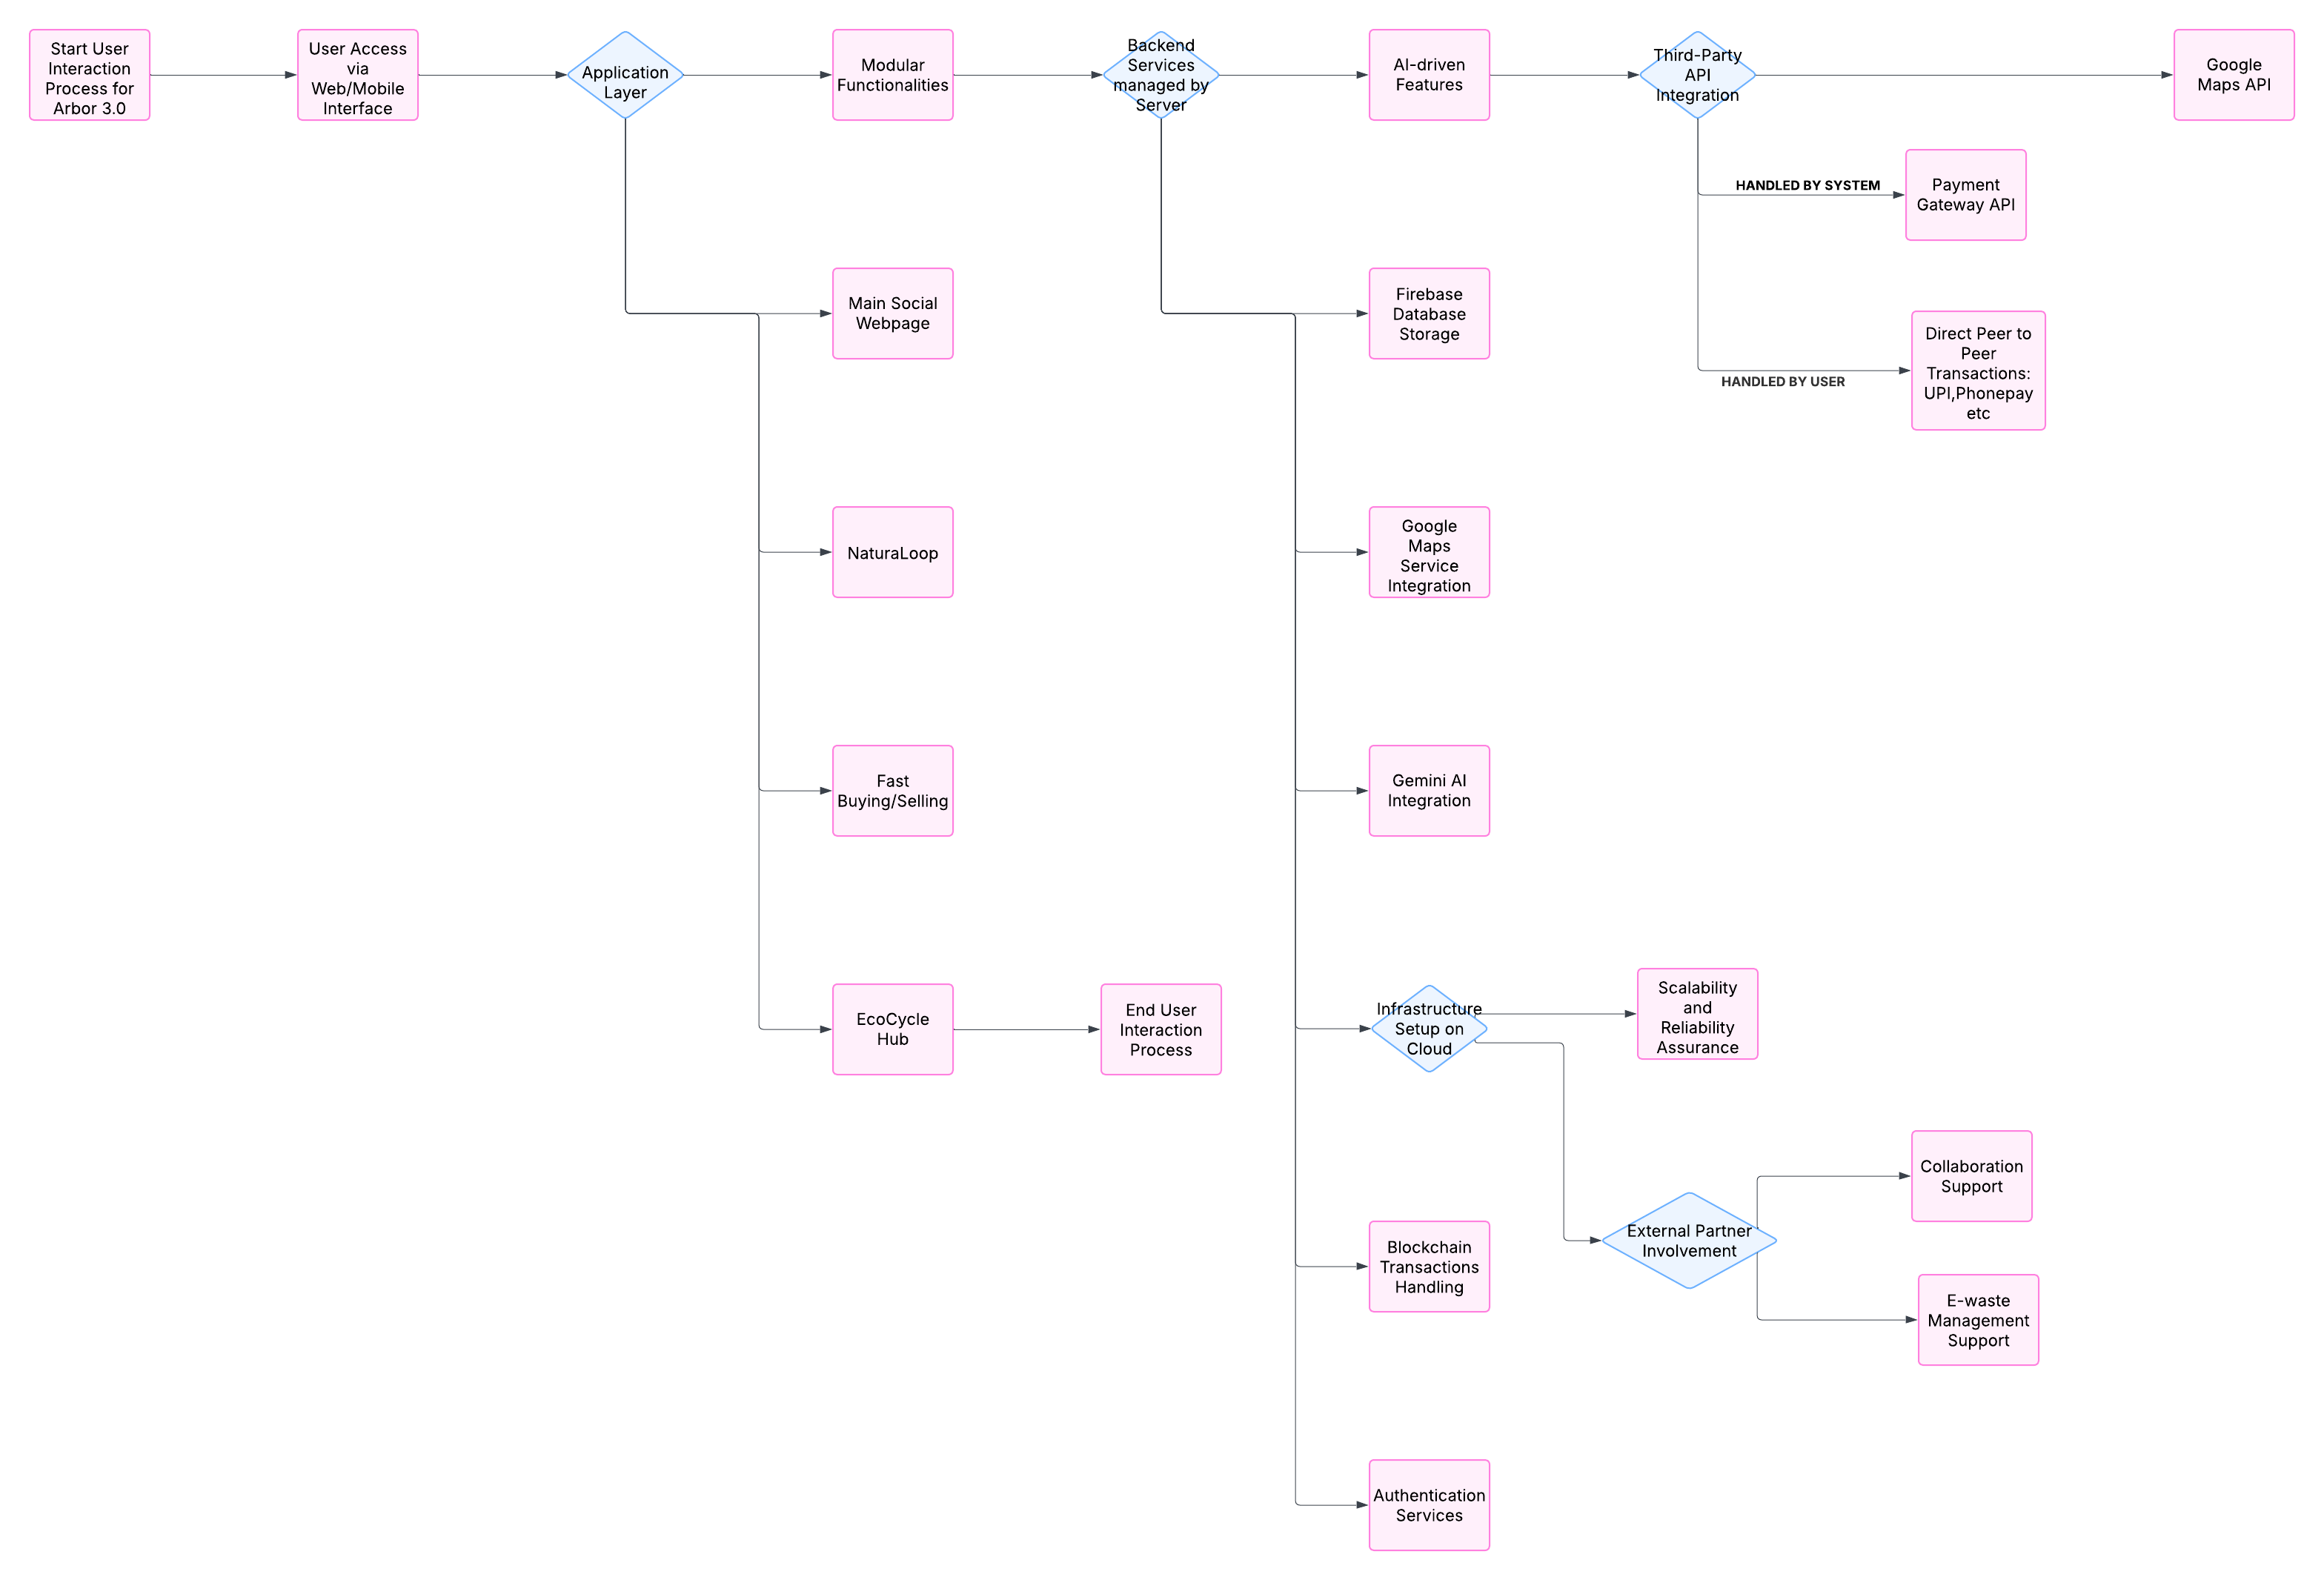 Start User
Interaction
Process for
Arbor 3.0
User Access
via
Web/Mobile
Interface
Application
Layer
Modular
Functionalities
Backend
Services
managed by
Server
AI-driven
Features
Third-Party
API
Integration
Google
Maps API
HANDLED BY SYSTEM
Payment
Gateway API
Main Social
Webpage
Firebase
Database
Storage
HANDLED BY USER
Direct Peer to
Peer
Transactions:
UPI,Phonepay
etc
NaturaLoop
Google
Maps
Service
Integration
Fast
Buying/Selling
Gemini AI
Integration
EcoCycle
Hub
End User
Interaction
Process
Infrastructure
Setup on
Cloud
Scalability
and
Reliability
Assurance
Collaboration
Support
External Partner
Involvement
Blockchain
Transactions
Handling
E-waste
Management
Support
Authentication
Services